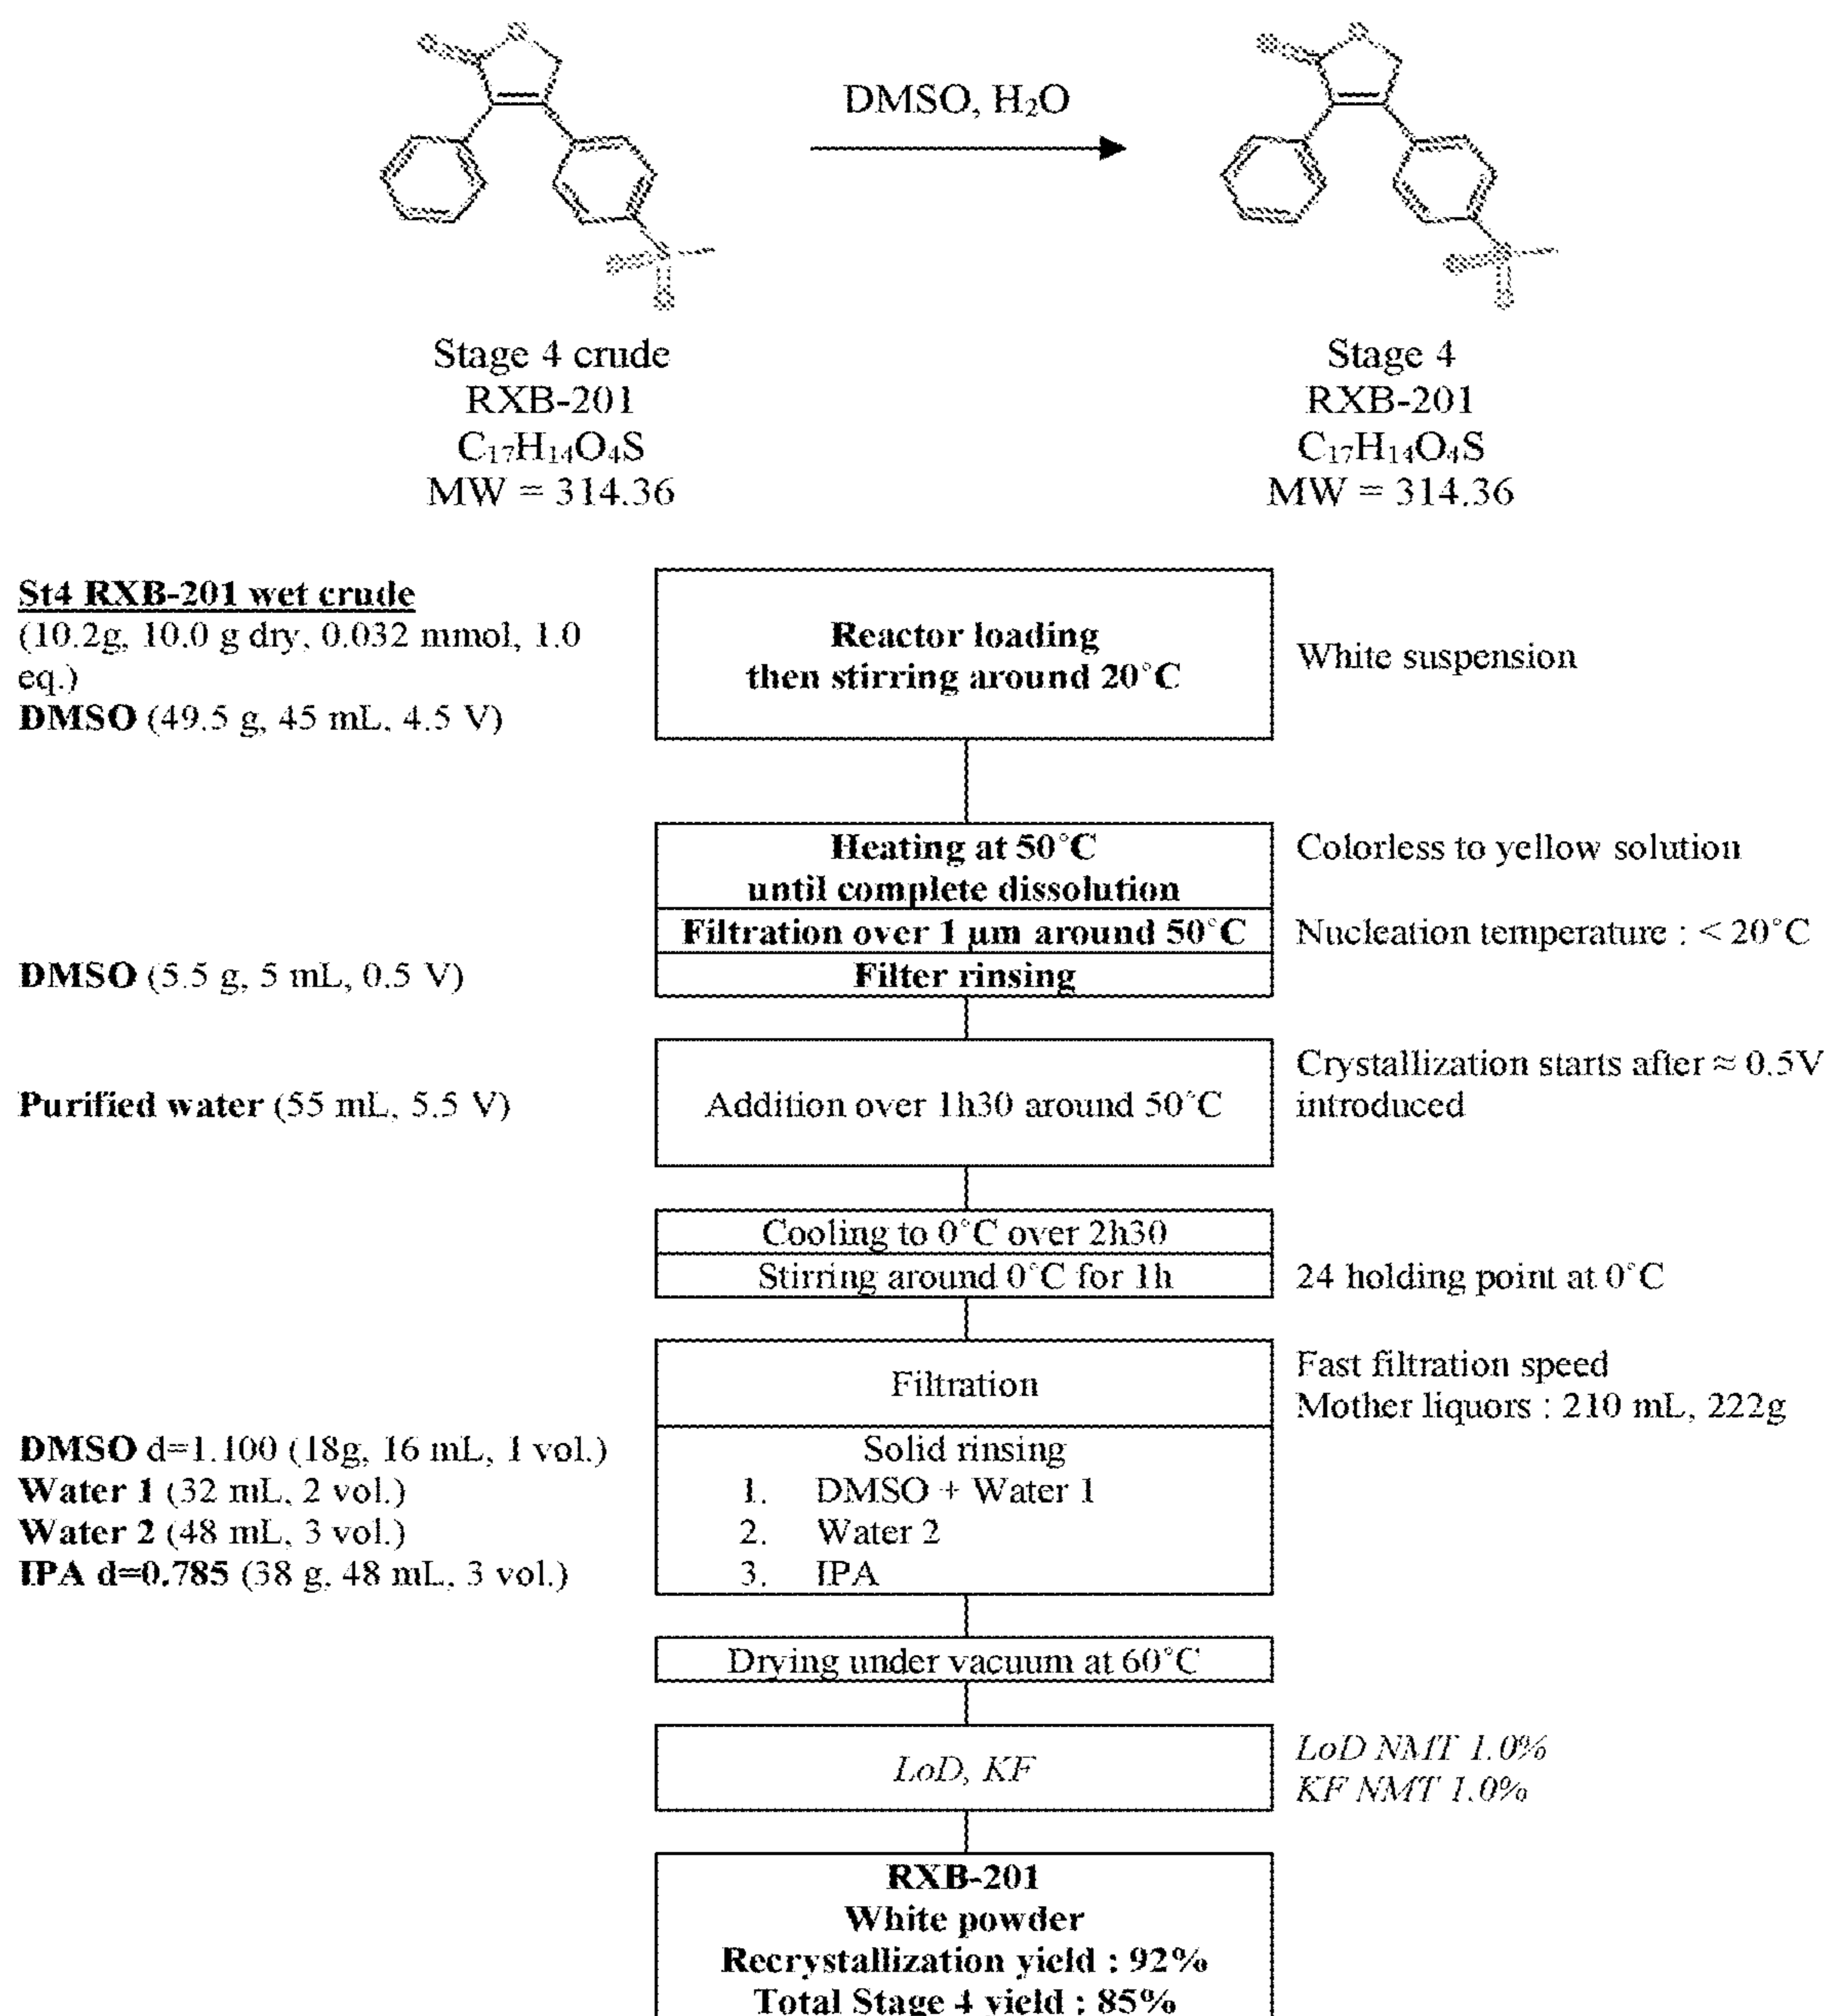 DMSO, H₂O
Stage 4 crude
RXB-201
C₁₇H₁₄O₄S
MW = 314.36
Stage 4
RXB-201
C₁₇H₁₄O₄S
MW = 314.36
St4 RXB-201 wet crude
(10.2g, 10.0 g dry, 0.032 mmol, 1.0
eq.)
DMSO (49.5 g, 45 mL, 4.5 V)
Reactor loading
then stirring around 20°C
White suspension
Heating at 50°C
until complete dissolution
Colorless to yellow solution
Filtration over 1 µm around 50°C
Nucleation temperature : < 20°C
DMSO (5.5 g, 5 mL, 0.5 V)
Filter rinsing
Purified water (55 mL, 5.5 V)
Addition over 1h30 around 50°C
Crystallization starts after ≈ 0.5V
introduced
Cooling to 0°C over 2h30
Stirring around 0°C for 1h
24 holding point at 0°C
Filtration
Fast filtration speed
Mother liquors : 210 mL, 222g
DMSO d=1.100 (18g, 16 mL, 1 vol.)
Water 1 (32 mL, 2 vol.)
Water 2 (48 mL, 3 vol.)
IPA d=0.785 (38 g, 48 mL, 3 vol.)
Solid rinsing
1. DMSO + Water 1
2. Water 2
3. IPA
Drying under vacuum at 60°C
LoD, KF
LoD NMT 1.0%
KF NMT 1.0%
RXB-201
White powder
Recrystallization yield : 92%
Total Stage 4 yield : 85%